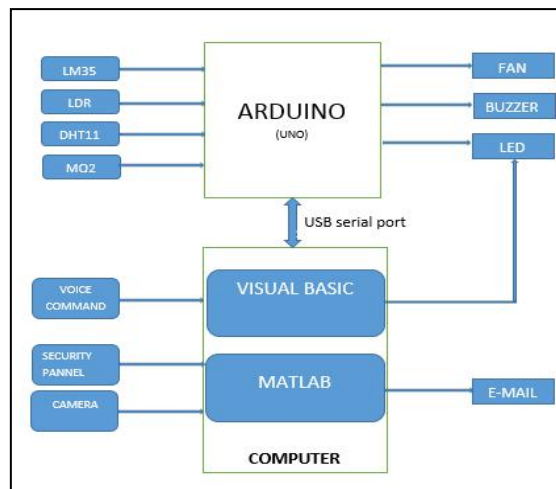 LM35
LDR
DHT11
MQ2
ARDUINO
(UNO)
FAN
BUZZER
LED
USB serial port
VOICE
COMMAND
VISUAL BASIC
SECURITY
PANNEL
CAMERA
MATLAB
E-MAIL
COMPUTER